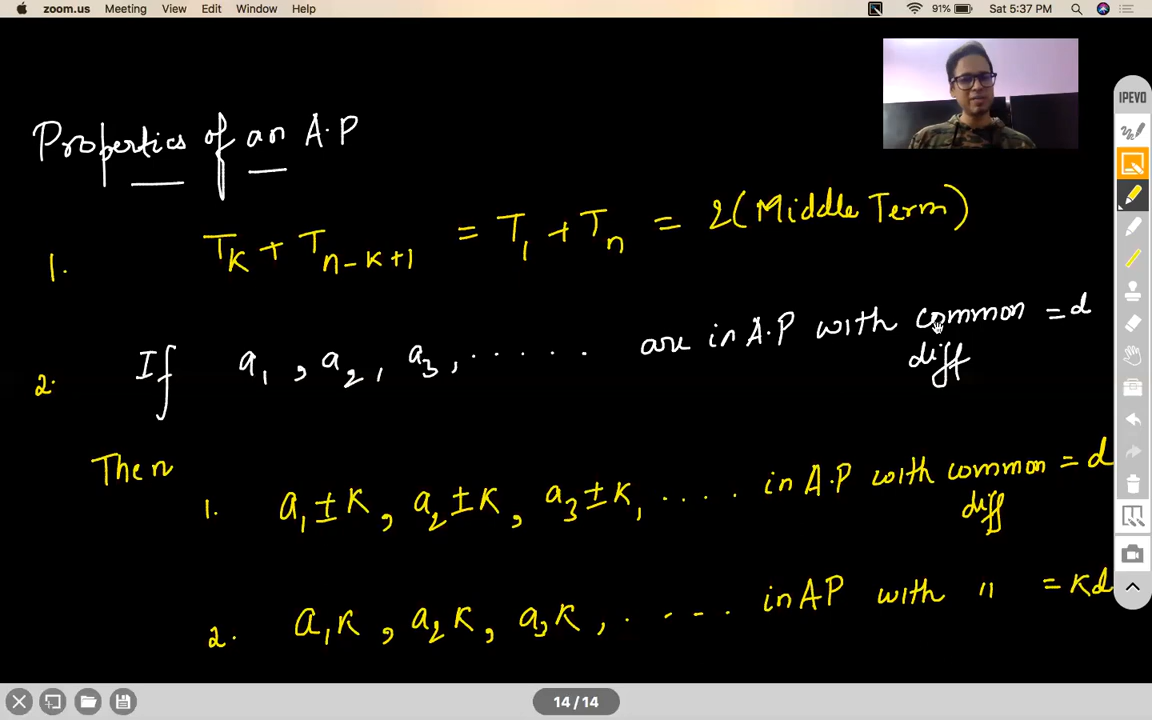 zoom.us Meeting View Edit Window Help 91% Sat 5:37 PM
IPEVO
Properties of an A.P
1. T_k + T_{n-k+1} = T_1 + T_n = 2(Middle Term)
2. If a_1, a_2, a_3, ...... are in A.P with common diff = d
Then
1. a_1 ± K, a_2 ± K, a_3 ± K, .... in A.P with common diff = d
2. a_1K, a_2K, a_3K, ..... in AP with " = Kd
14 / 14